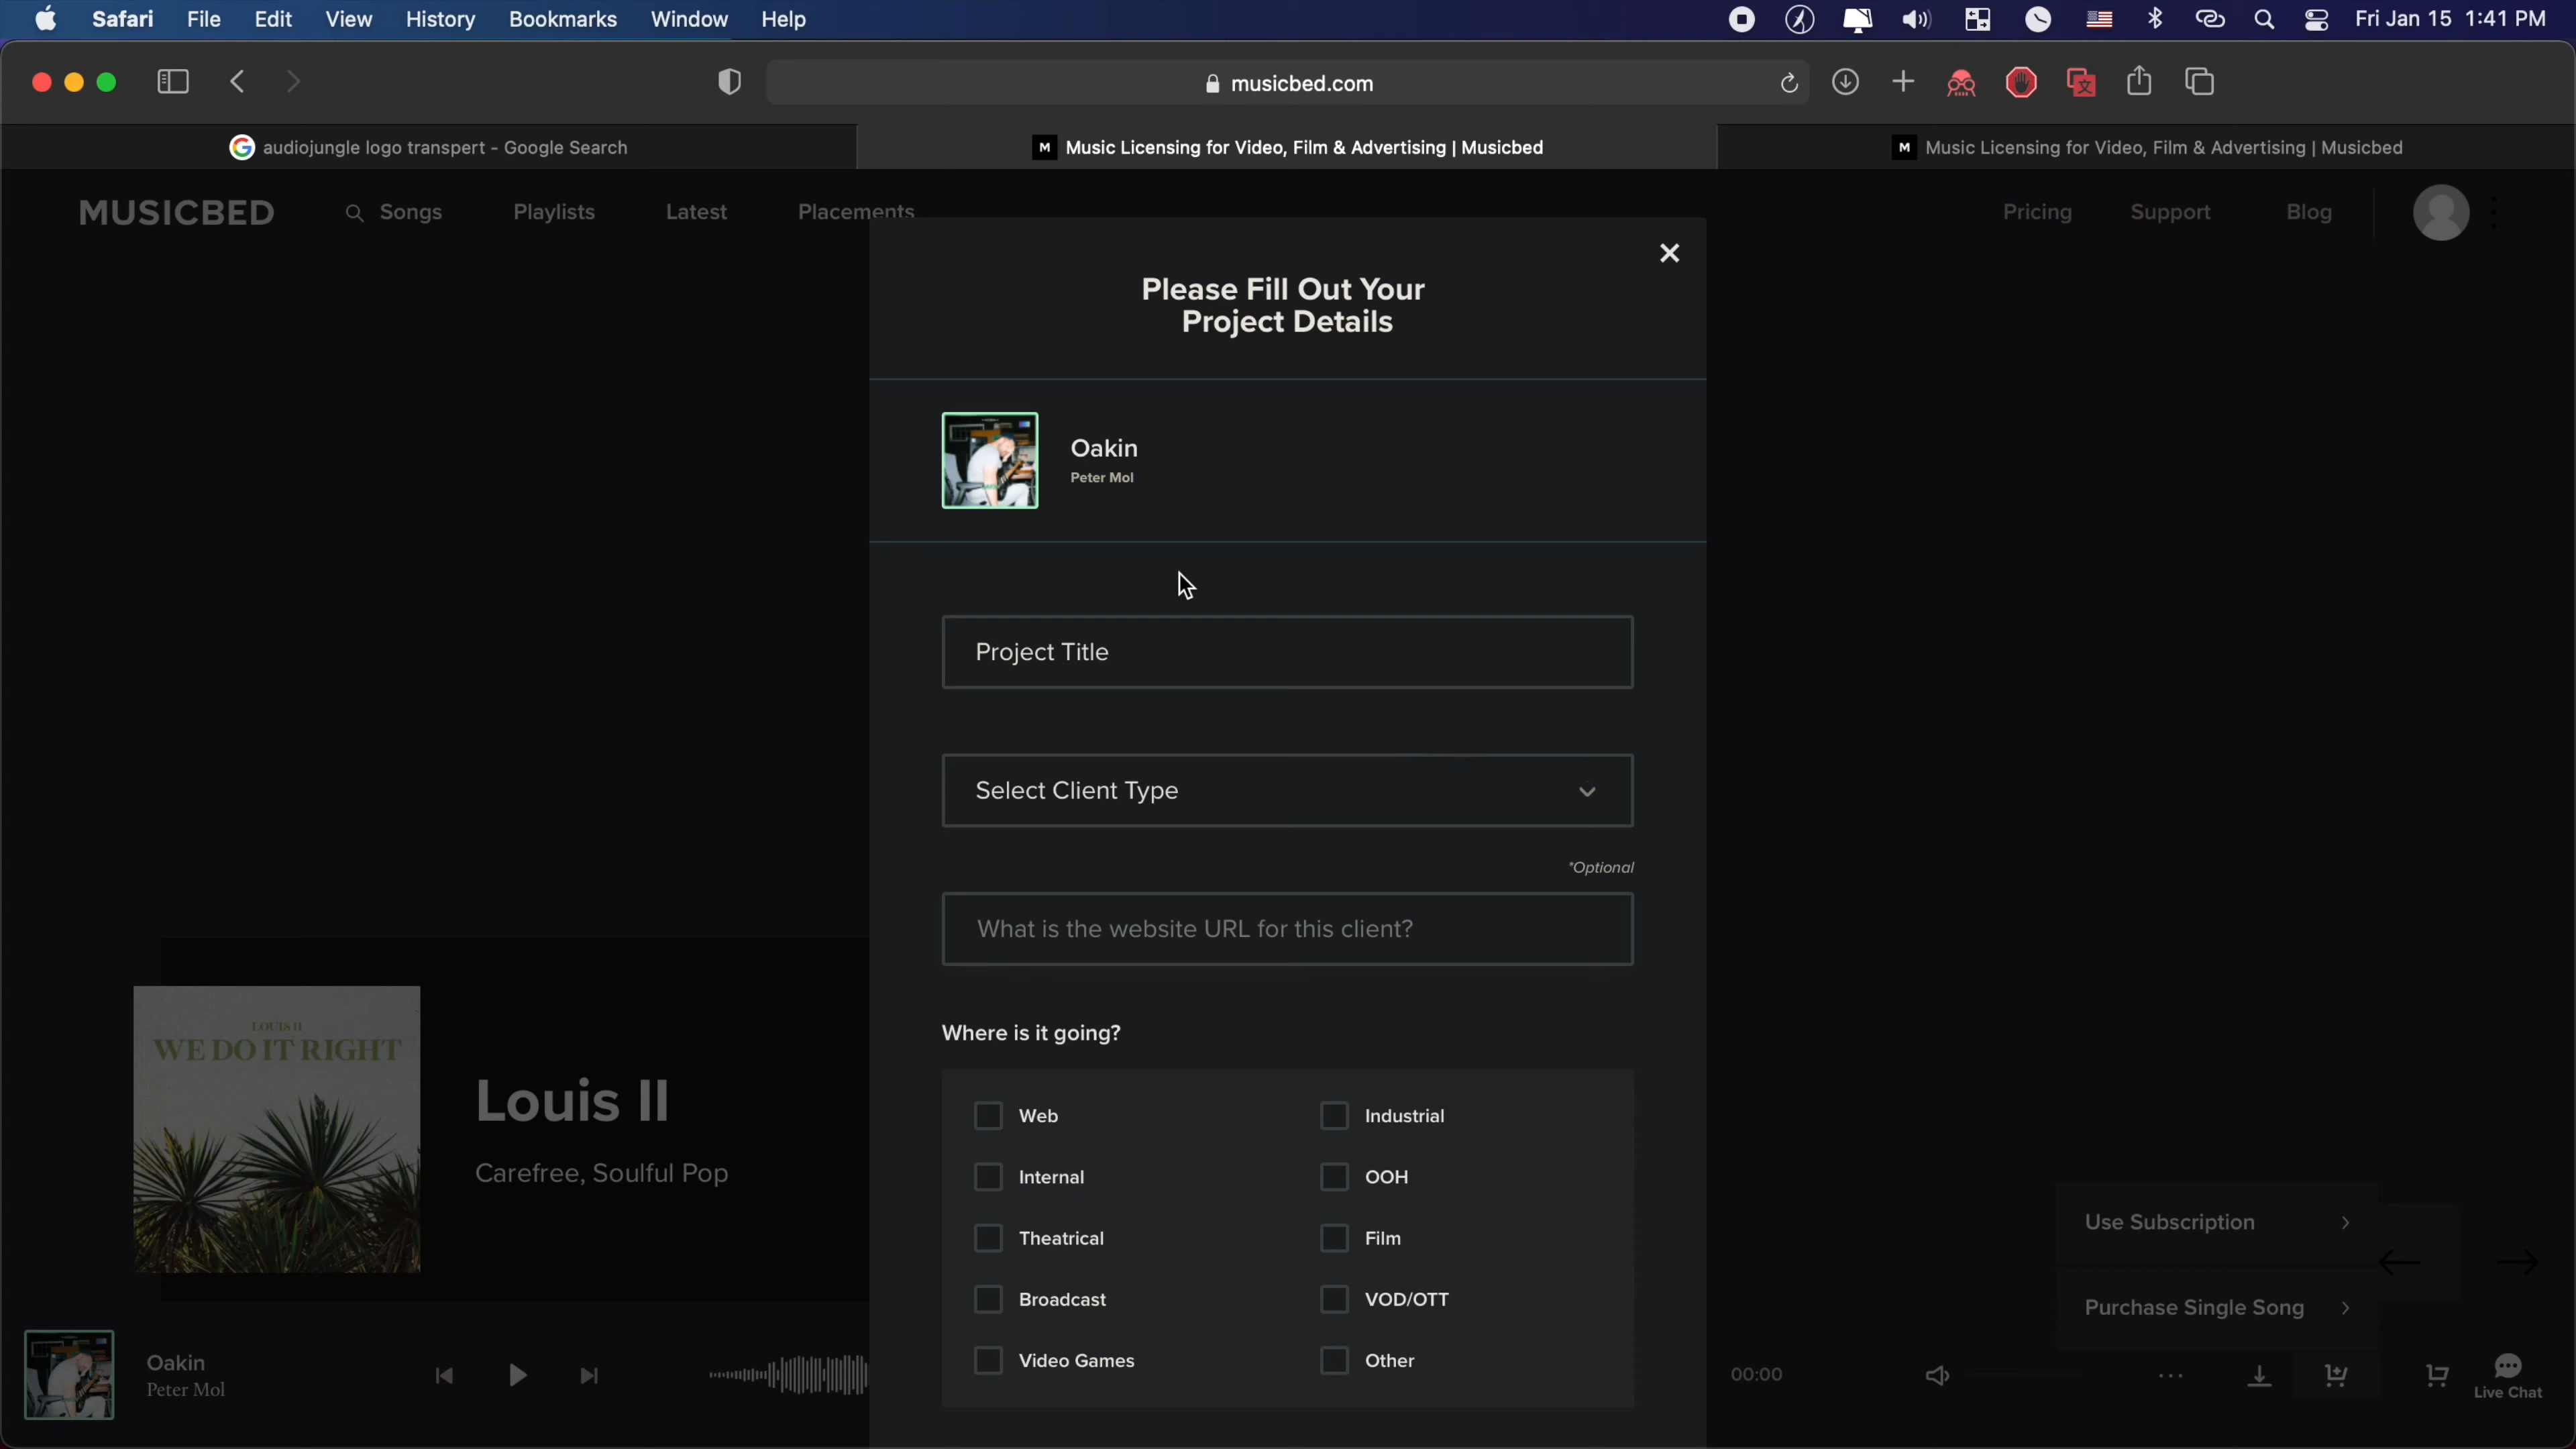 Safari File Edit View History Bookmarks Window Help Fri Jan 15 1:41 PM
musicbed.com
audiojungle logo transpert - Google Search
M Music Licensing for Video, Film & Advertising | Musicbed
M Music Licensing for Video, Film & Advertising | Musicbed
MUSICBED Songs Playlists Latest Placements Pricing Support Blog
Please Fill Out Your
Project Details
Oakin
Peter Mol
Project Title
Select Client Type
*Optional
What is the website URL for this client?
Where is it going?
Web Industrial
Internal OOH
Theatrical Film
Broadcast VOD/OTT
Video Games Other
LOUIS II
WE DO IT RIGHT
Louis II
Carefree, Soulful Pop
Use Subscription
Purchase Single Song
Oakin
Peter Mol
00:00
Live Chat